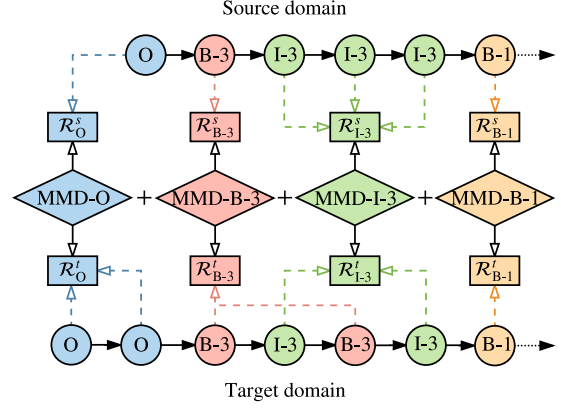 Source domain
O B-3 I-3 I-3 I-3 B-1
R^s_O R^s_B-3 R^s_I-3 R^s_B-1
MMD-O + MMD-B-3 + MMD-I-3 + MMD-B-1
R^t_O R^t_B-3 R^t_I-3 R^t_B-1
O O B-3 I-3 B-3 I-3 B-1
Target domain